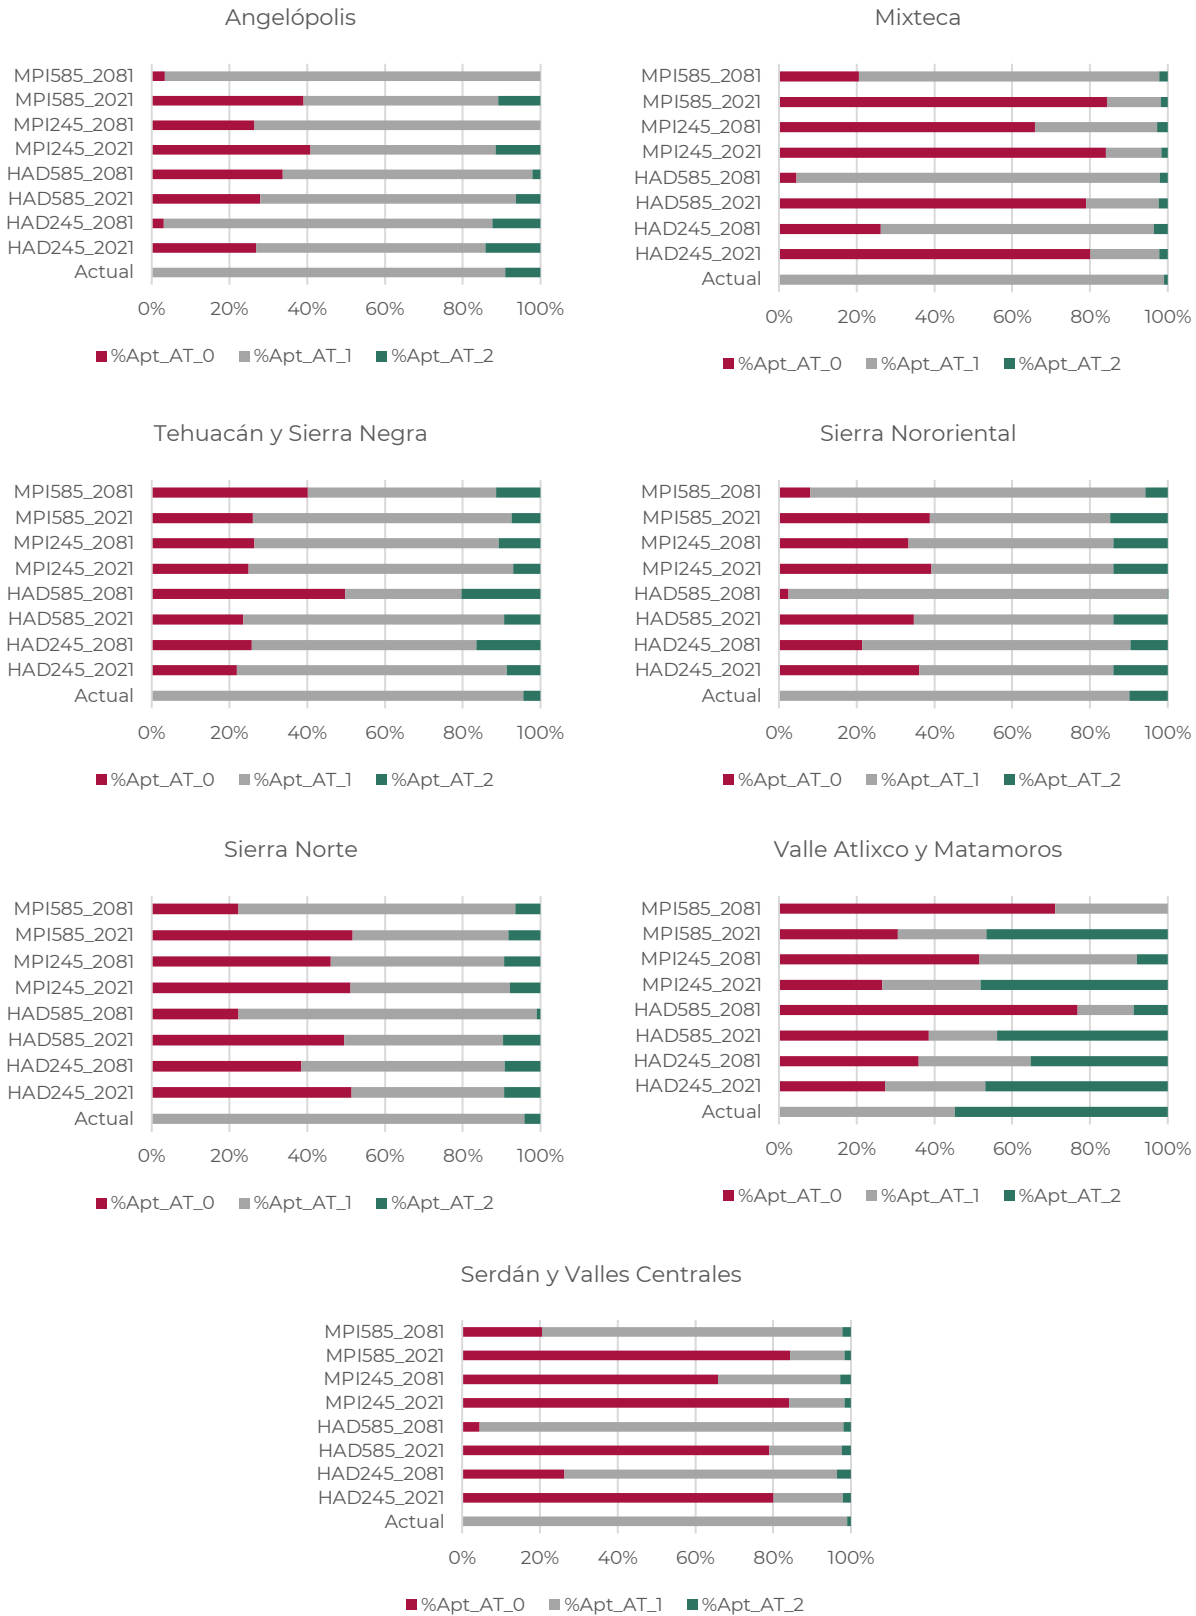 Angelópolis
MPI585_2081
MPI585_2021
MPI245_2081
MPI245_2021
HAD585_2081
HAD585_2021
HAD245_2081
HAD245_2021
Actual
0% 20% 40% 60% 80% 100%
%Apt_AT_0 %Apt_AT_1 %Apt_AT_2
Mixteca
MPI585_2081
MPI585_2021
MPI245_2081
MPI245_2021
HAD585_2081
HAD585_2021
HAD245_2081
HAD245_2021
Actual
0% 20% 40% 60% 80% 100%
%Apt_AT_0 %Apt_AT_1 %Apt_AT_2
Tehuacán y Sierra Negra
MPI585_2081
MPI585_2021
MPI245_2081
MPI245_2021
HAD585_2081
HAD585_2021
HAD245_2081
HAD245_2021
Actual
0% 20% 40% 60% 80% 100%
%Apt_AT_0 %Apt_AT_1 %Apt_AT_2
Sierra Nororiental
MPI585_2081
MPI585_2021
MPI245_2081
MPI245_2021
HAD585_2081
HAD585_2021
HAD245_2081
HAD245_2021
Actual
0% 20% 40% 60% 80% 100%
%Apt_AT_0 %Apt_AT_1 %Apt_AT_2
Sierra Norte
MPI585_2081
MPI585_2021
MPI245_2081
MPI245_2021
HAD585_2081
HAD585_2021
HAD245_2081
HAD245_2021
Actual
0% 20% 40% 60% 80% 100%
%Apt_AT_0 %Apt_AT_1 %Apt_AT_2
Valle Atlixco y Matamoros
MPI585_2081
MPI585_2021
MPI245_2081
MPI245_2021
HAD585_2081
HAD585_2021
HAD245_2081
HAD245_2021
Actual
0% 20% 40% 60% 80% 100%
%Apt_AT_0 %Apt_AT_1 %Apt_AT_2
Serdán y Valles Centrales
MPI585_2081
MPI585_2021
MPI245_2081
MPI245_2021
HAD585_2081
HAD585_2021
HAD245_2081
HAD245_2021
Actual
0% 20% 40% 60% 80% 100%
%Apt_AT_0 %Apt_AT_1 %Apt_AT_2